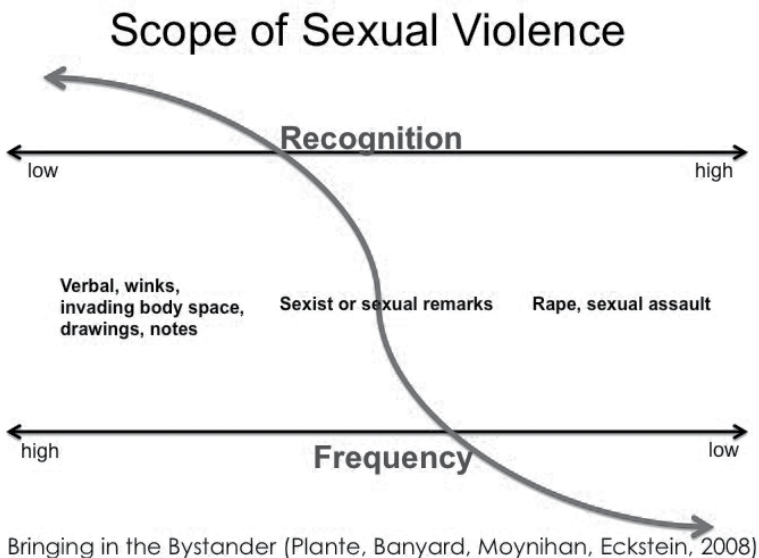 Scope of Sexual Violence
Recognition
low
high
Verbal, winks,
invading body space,
drawings, notes
Sexist or sexual remarks
Rape, sexual assault
high
low
Frequency
Bringing in the Bystander (Plante, Banyard, Moynihan, Eckstein, 2008)